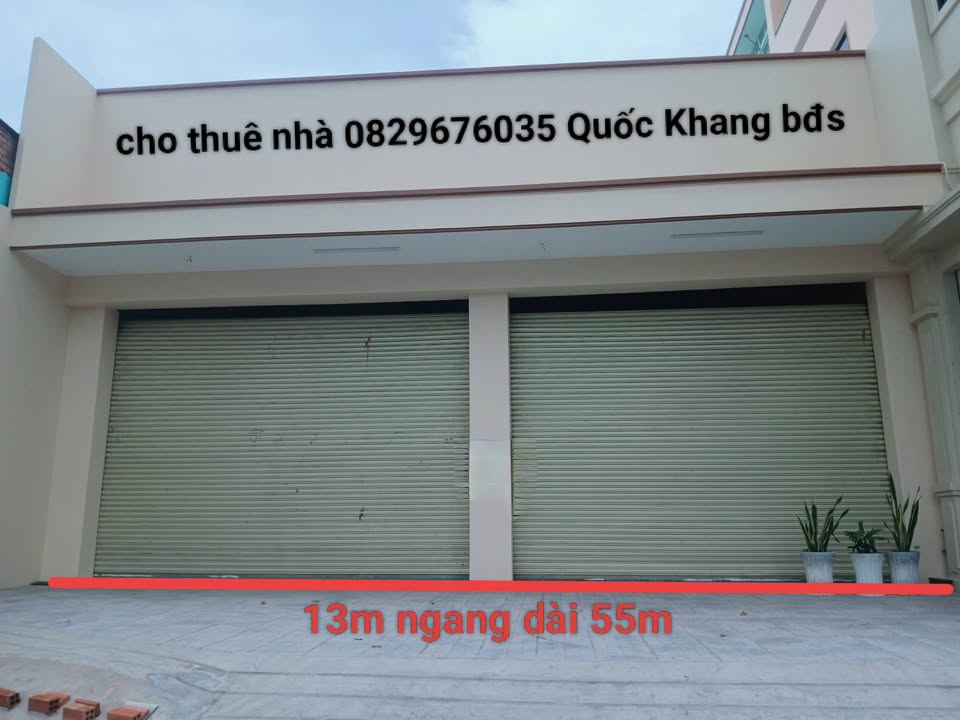 cho thuê nhà 0829676035 Quốc Khang bđs
13m ngang dài 55m